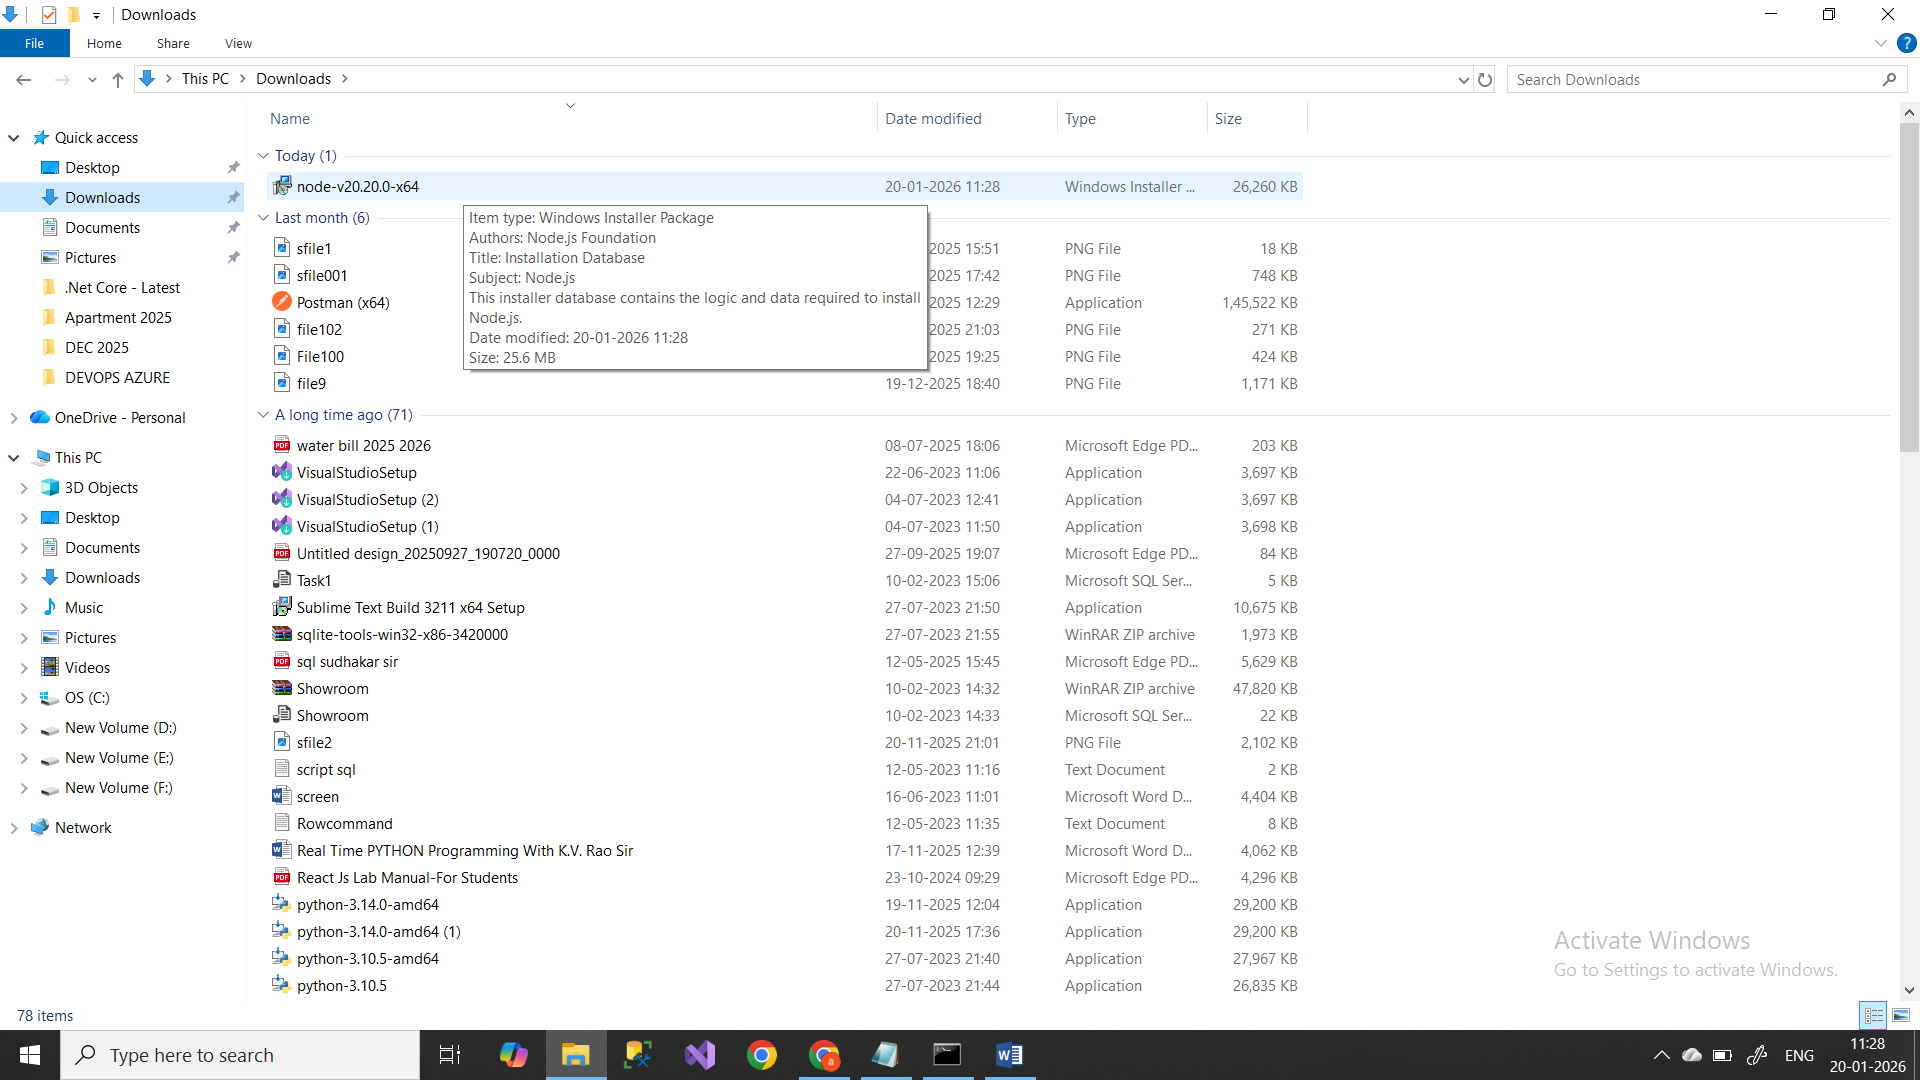 Downloads
File Home Share View
This PC > Downloads >
Search Downloads
Name Date modified Type Size
Quick access
Desktop
Downloads
Documents
Pictures
.Net Core - Latest
Apartment 2025
DEC 2025
DEVOPS AZURE
OneDrive - Personal
This PC
3D Objects
Desktop
Documents
Downloads
Music
Pictures
Videos
OS (C:)
New Volume (D:)
New Volume (E:)
New Volume (F:)
Network
Today (1)
node-v20.20.0-x64 20-01-2026 11:28 Windows Installer ... 26,260 KB
Last month (6)
sfile1 2025 15:51 PNG File 18 KB
sfile001 2025 17:42 PNG File 748 KB
Postman (x64) 2025 12:29 Application 1,45,522 KB
file102 2025 21:03 PNG File 271 KB
File100 2025 19:25 PNG File 424 KB
file9 19-12-2025 18:40 PNG File 1,171 KB
Item type: Windows Installer Package
Authors: Node.js Foundation
Title: Installation Database
Subject: Node.js
This installer database contains the logic and data required to install
Node.js.
Date modified: 20-01-2026 11:28
Size: 25.6 MB
A long time ago (71)
water bill 2025 2026 08-07-2025 18:06 Microsoft Edge PD... 203 KB
VisualStudioSetup 22-06-2023 11:06 Application 3,697 KB
VisualStudioSetup (2) 04-07-2023 12:41 Application 3,697 KB
VisualStudioSetup (1) 04-07-2023 11:50 Application 3,698 KB
Untitled design_20250927_190720_0000 27-09-2025 19:07 Microsoft Edge PD... 84 KB
Task1 10-02-2023 15:06 Microsoft SQL Ser... 5 KB
Sublime Text Build 3211 x64 Setup 27-07-2023 21:50 Application 10,675 KB
sqlite-tools-win32-x86-3420000 27-07-2023 21:55 WinRAR ZIP archive 1,973 KB
sql sudhakar sir 12-05-2025 15:45 Microsoft Edge PD... 5,629 KB
Showroom 10-02-2023 14:32 WinRAR ZIP archive 47,820 KB
Showroom 10-02-2023 14:33 Microsoft SQL Ser... 22 KB
sfile2 20-11-2025 21:01 PNG File 2,102 KB
script sql 12-05-2023 11:16 Text Document 2 KB
screen 16-06-2023 11:01 Microsoft Word D... 4,404 KB
Rowcommand 12-05-2023 11:35 Text Document 8 KB
Real Time PYTHON Programming With K.V. Rao Sir 17-11-2025 12:39 Microsoft Word D... 4,062 KB
React Js Lab Manual-For Students 23-10-2024 09:29 Microsoft Edge PD... 4,296 KB
python-3.14.0-amd64 19-11-2025 12:04 Application 29,200 KB
python-3.14.0-amd64 (1) 20-11-2025 17:36 Application 29,200 KB
python-3.10.5-amd64 27-07-2023 21:40 Application 27,967 KB
python-3.10.5 27-07-2023 21:44 Application 26,835 KB
Activate Windows
Go to Settings to activate Windows.
78 items
Type here to search
ENG
11:28
20-01-2026